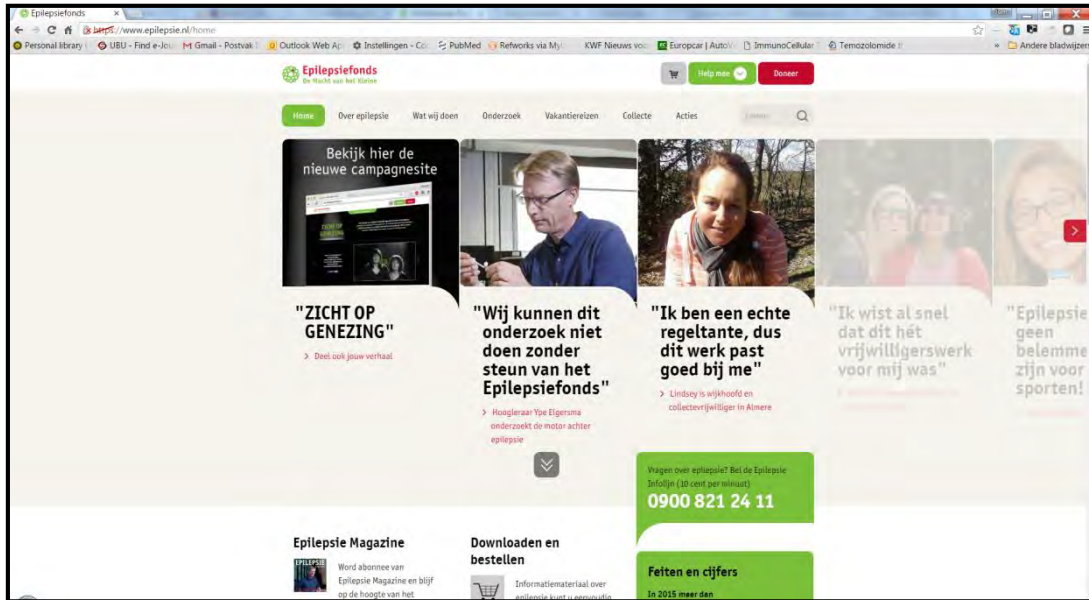 Epilepsiefonds
https://www.epilepsie.nl/home
Personal library
UBU - Find e-Jou
Gmail - Postvak
Outlook Web Ap
Instellingen - Co
PubMed
Refworks via My
KWF Nieuws voo
Europcar | Auto
ImmunoCellular
Temozolomide
Andere bladwijzers
Epilepsiefonds
De Macht van het Kleine
Help mee
Doneer
Home
Over epilepsie
Wat wij doen
Onderzoek
Vakantiereizen
Collecte
Acties
Bekijk hier de
nieuwe campagnesite
ZICHT OP
GENEZING
"ZICHT OP
GENEZING"
Deel ook jouw verhaal
"Wij kunnen dit
onderzoek niet
doen zonder
steun van het
Epilepsiefonds"
Hoogleraar Ype Elgersma
onderzoekt de motor achter
epilepsie
"Ik ben een echte
regeltante, dus
dit werk past
goed bij me"
Lindsey is wijkhoofd en
collectevrijwilliger in Almere
"Ik wist al snel
dat dit hét
vrijwilligerswerk
voor mij was"
"Epilepsie
geen
belemme
zijn voor
sporten!
Vragen over epilepsie? Bel de Epilepsie
Infolijn (10 cent per minuut)
0900 821 24 11
Epilepsie Magazine
EPILEPSIE
Word abonnee van
Epilepsie Magazine en blijf
op de hoogte van het
Downloaden en
bestellen
Informatiemateriaal over
epilepsie kunt u eenvoudig
Feiten en cijfers
In 2015 meer dan